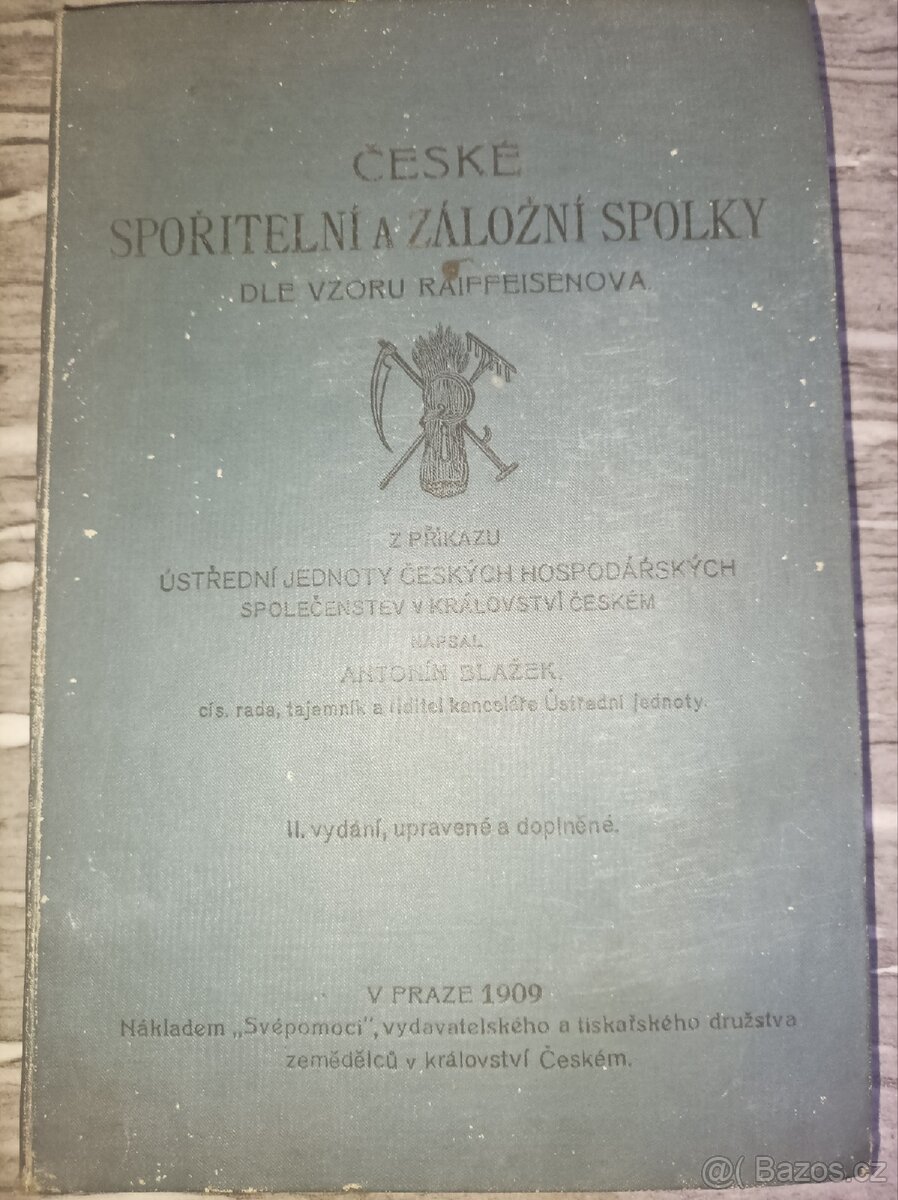 ČESKÉ
SPOŘITELNÍ A ZÁLOŽNÍ SPOLKY
DLE VZORU RAIFFEISENOVA.
Z PŘÍKAZU
ÚSTŘEDNÍ JEDNOTY ČESKÝCH HOSPODÁŘSKÝCH
SPOLEČENSTEV V KRÁLOVSTVÍ ČESKÉM
NAPSAL
ANTONÍN BLAŽEK,
cís. rada, tajemník a ředitel kanceláře Ústřední jednoty.
II. vydání, upravené a doplněné.
V PRAZE 1909
Nákladem „Svépomoci", vydavatelského a tiskařského družstva
zemědělců v království Českém.
@( Bazos.cz